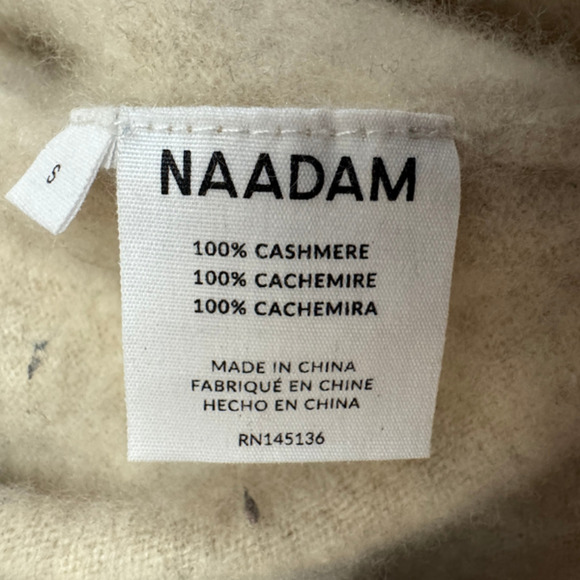 S
NAADAM
100% CASHMERE
100% CACHEMIRE
100% CACHEMIRA
MADE IN CHINA
FABRIQUÉ EN CHINE
HECHO EN CHINA
RN145136